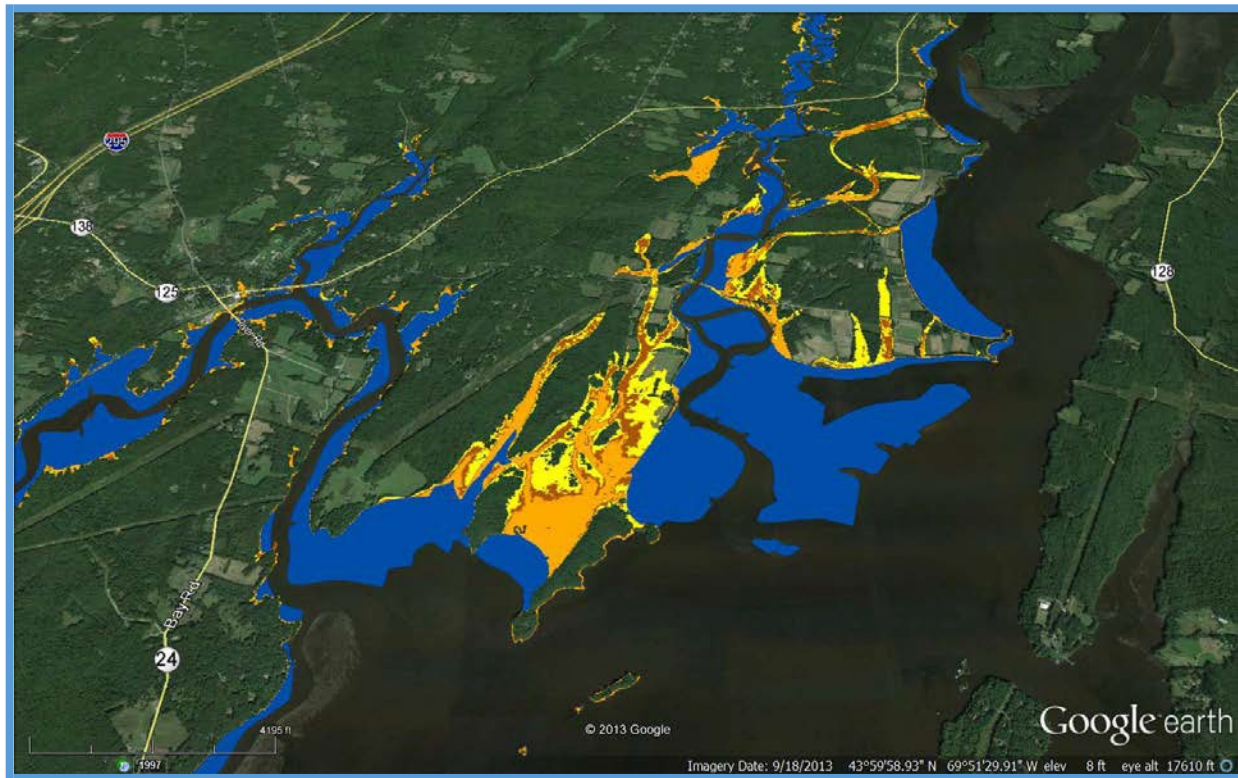 295
138
125
128
Bay Rd
24
4195 ft
© 2013 Google
Google earth
1997
Imagery Date: 9/18/2013 43°59'58.93" N 69°51'29.91" W elev 8 ft eye alt 17610 ft